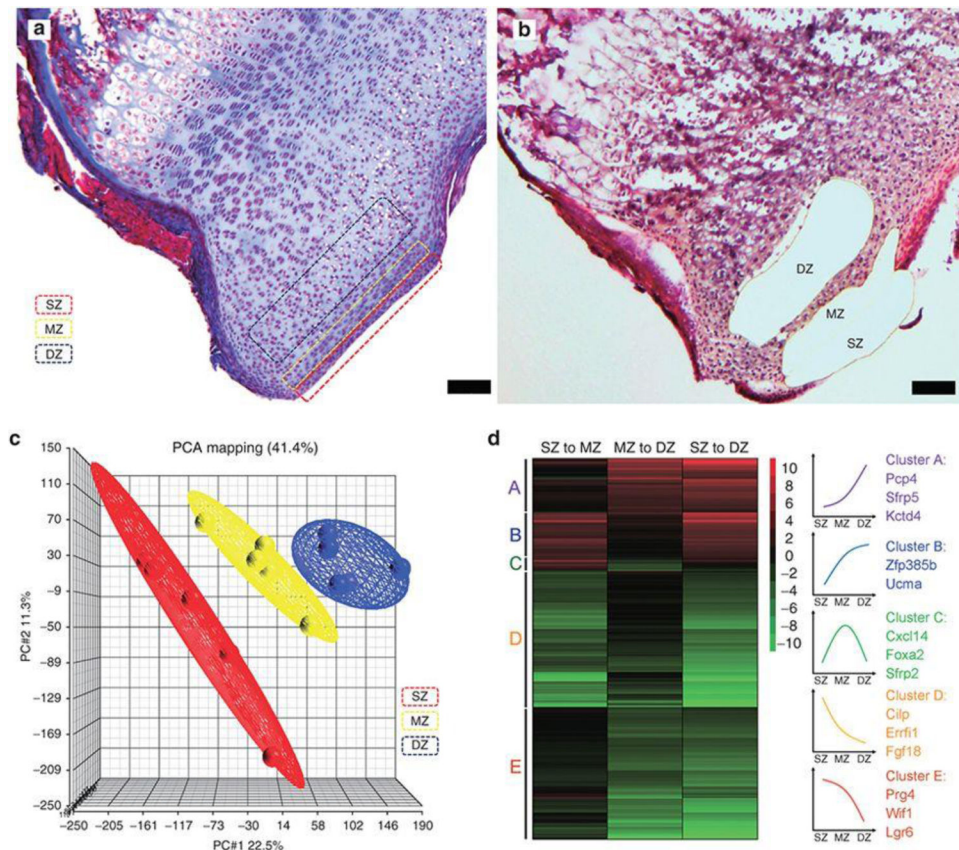 a
SZ
MZ
DZ
b
DZ
MZ
SZ
c
PCA mapping (41.4%)
150
110
70
30
−9
−50
−89
−129
−169
−209
−250
PC#2 11.3%
−250 −205 −161 −117 −73 −30 14 58 102 146 190
PC#1 22.5%
SZ
MZ
DZ
d
SZ to MZ MZ to DZ SZ to DZ
A
B
C
D
E
10
8
6
4
2
0
−2
−4
−6
−8
−10
SZ MZ DZ
Cluster A:
Pcp4
Sfrp5
Kctd4
SZ MZ DZ
Cluster B:
Zfp385b
Ucma
SZ MZ DZ
Cluster C:
Cxcl14
Foxa2
Sfrp2
SZ MZ DZ
Cluster D:
Cilp
Errfi1
Fgf18
SZ MZ DZ
Cluster E:
Prg4
Wif1
Lgr6